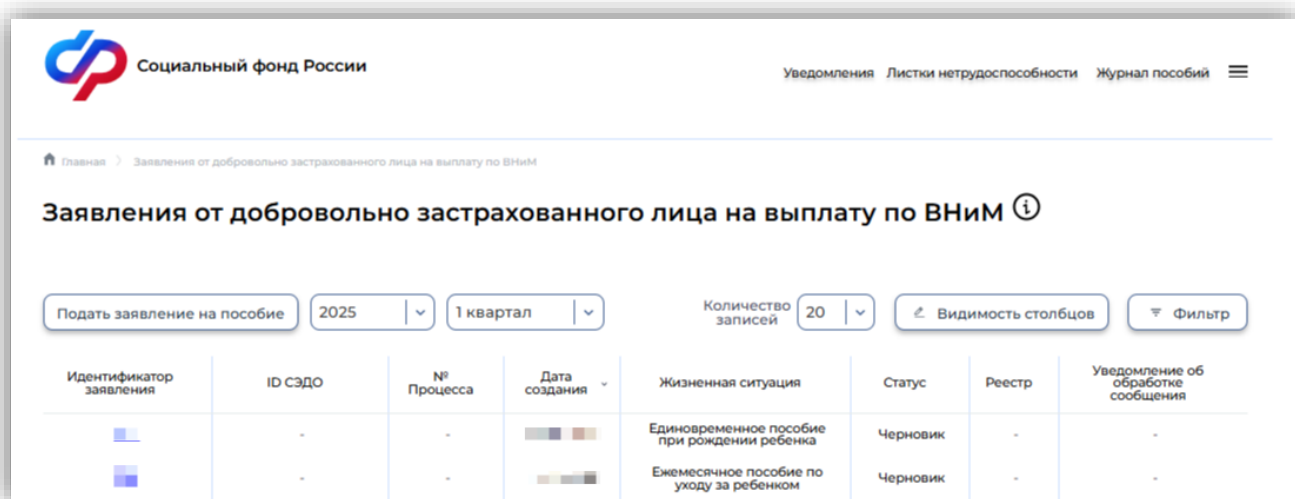 Социальный фонд России
Уведомления Листки нетрудоспособности Журнал пособий
Главная Заявления от добровольно застрахованного лица на выплату по ВНиМ
Заявления от добровольно застрахованного лица на выплату по ВНиМ
Подать заявление на пособие 2025 1 квартал Количество записей 20 Видимость столбцов Фильтр
Идентификатор заявления ID СЭДО № Процесса Дата создания Жизненная ситуация Статус Реестр Уведомление об обработке сообщения
- - Единовременное пособие при рождении ребенка Черновик - -
- - Ежемесячное пособие по уходу за ребенком Черновик - -